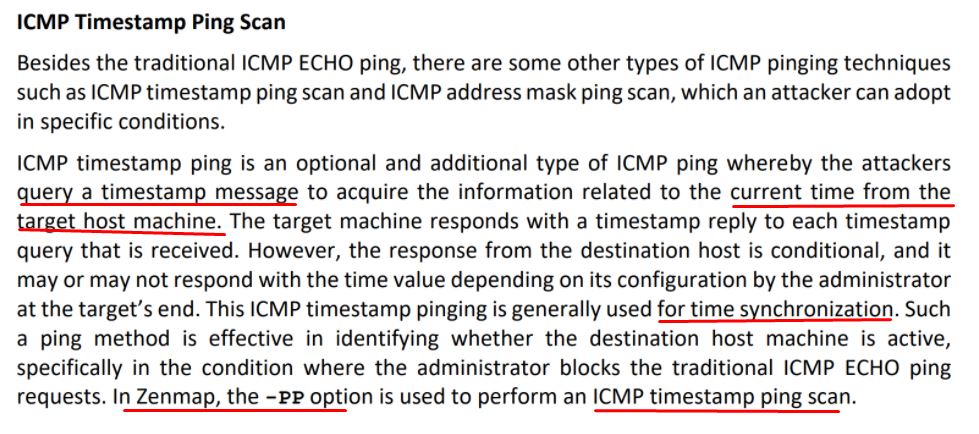 ICMP Timestamp Ping Scan
Besides the traditional ICMP ECHO ping, there are some other types of ICMP pinging techniques
such as ICMP timestamp ping scan and ICMP address mask ping scan, which an attacker can adopt
in specific conditions.
ICMP timestamp ping is an optional and additional type of ICMP ping whereby the attackers
query a timestamp message to acquire the information related to the current time from the
target host machine. The target machine responds with a timestamp reply to each timestamp
query that is received. However, the response from the destination host is conditional, and it
may or may not respond with the time value depending on its configuration by the administrator
at the target’s end. This ICMP timestamp pinging is generally used for time synchronization. Such
a ping method is effective in identifying whether the destination host machine is active,
specifically in the condition where the administrator blocks the traditional ICMP ECHO ping
requests. In Zenmap, the -PP option is used to perform an ICMP timestamp ping scan.